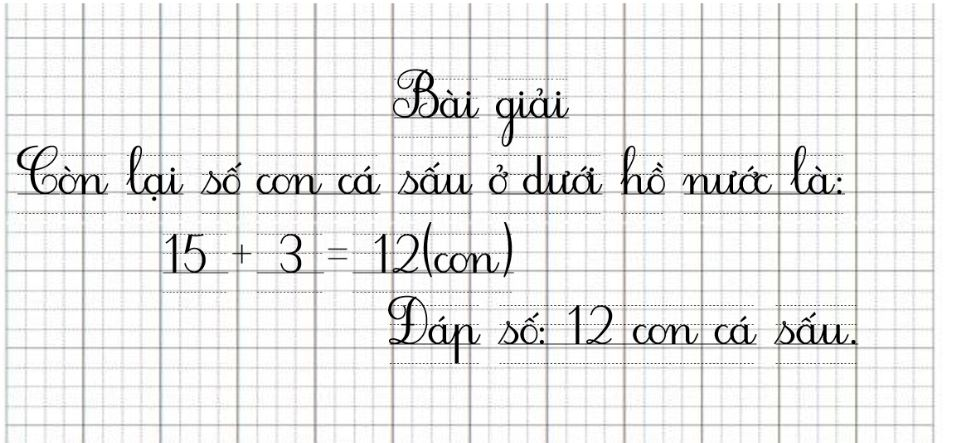 Bài giải
Còn lại số con cá sấu ở dưới hồ nước là:
15 + 3 = 12(con)
Đáp số: 12 con cá sấu.